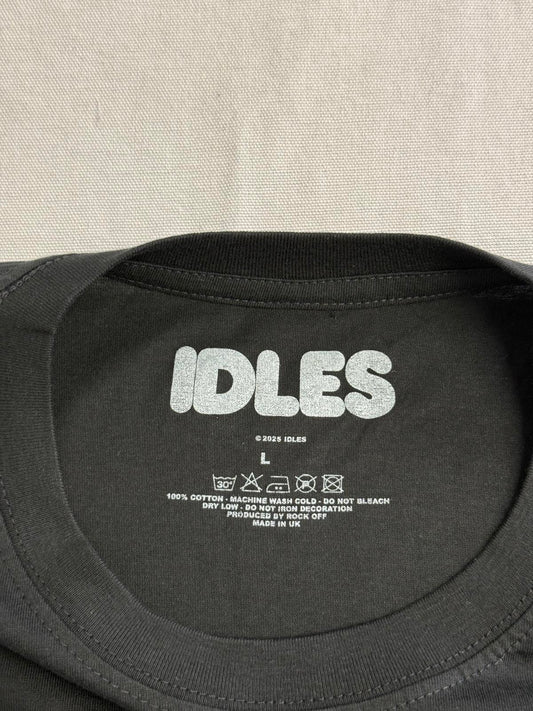 IDLES
©2025 IDLES
L
30°
100% COTTON - MACHINE WASH COLD - DO NOT BLEACH
DRY LOW - DO NOT IRON DECORATION
PRODUCED BY ROCK OFF
MADE IN UK